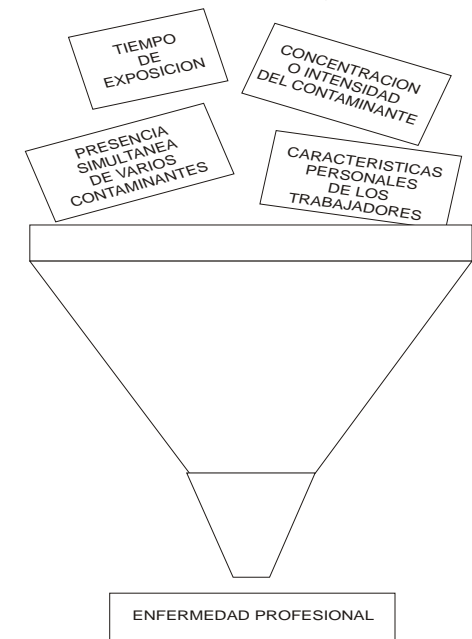 TIEMPO
DE
EXPOSICION
CONCENTRACION
O INTENSIDAD
DEL CONTAMINANTE
PRESENCIA
SIMULTANEA
DE VARIOS
CONTAMINANTES
CARACTERISTICAS
PERSONALES
DE LOS
TRABAJADORES
ENFERMEDAD PROFESIONAL